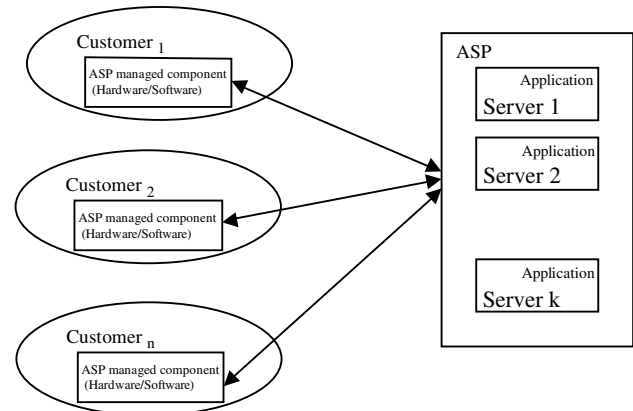 Customer 1
ASP managed component
(Hardware/Software)
Customer 2
ASP managed component
(Hardware/Software)
Customer n
ASP managed component
(Hardware/Software)
ASP
Application
Server 1
Application
Server 2
Application
Server k